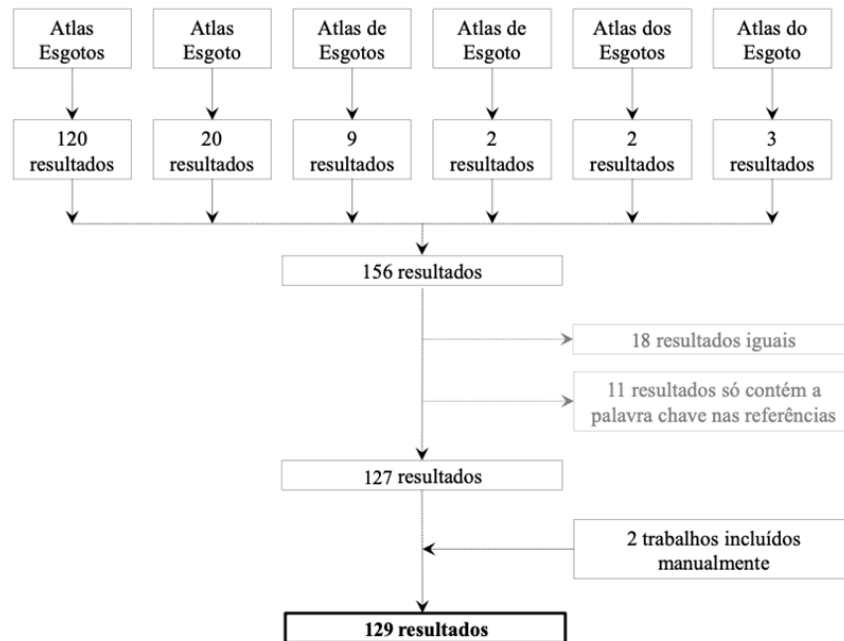 Atlas
Esgotos
Atlas
Esgoto
Atlas de
Esgotos
Atlas de
Esgoto
Atlas dos
Esgotos
Atlas do
Esgoto
120
resultados
20
resultados
9
resultados
2
resultados
2
resultados
3
resultados
156 resultados
18 resultados iguais
11 resultados só contém a
palavra chave nas referências
127 resultados
2 trabalhos incluídos
manualmente
129 resultados